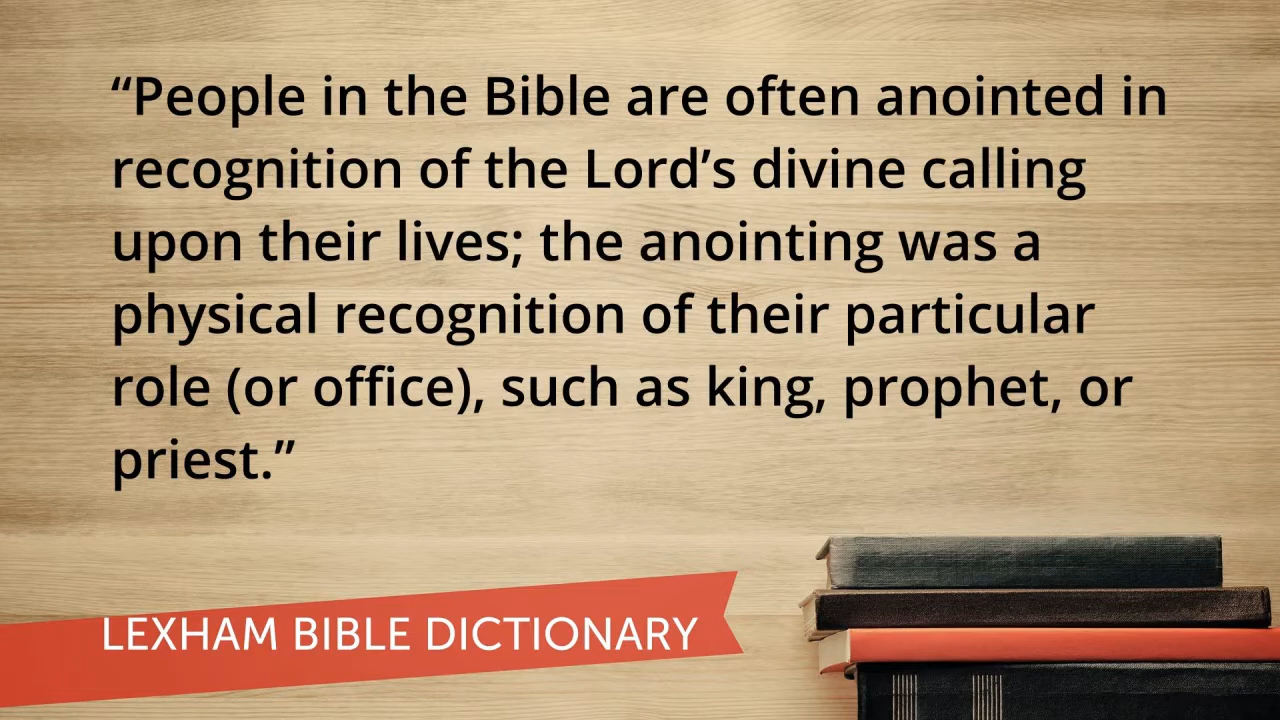 “People in the Bible are often anointed in
recognition of the Lord’s divine calling
upon their lives; the anointing was a
physical recognition of their particular
role (or office), such as king, prophet, or
priest.”
LEXHAM BIBLE DICTIONARY